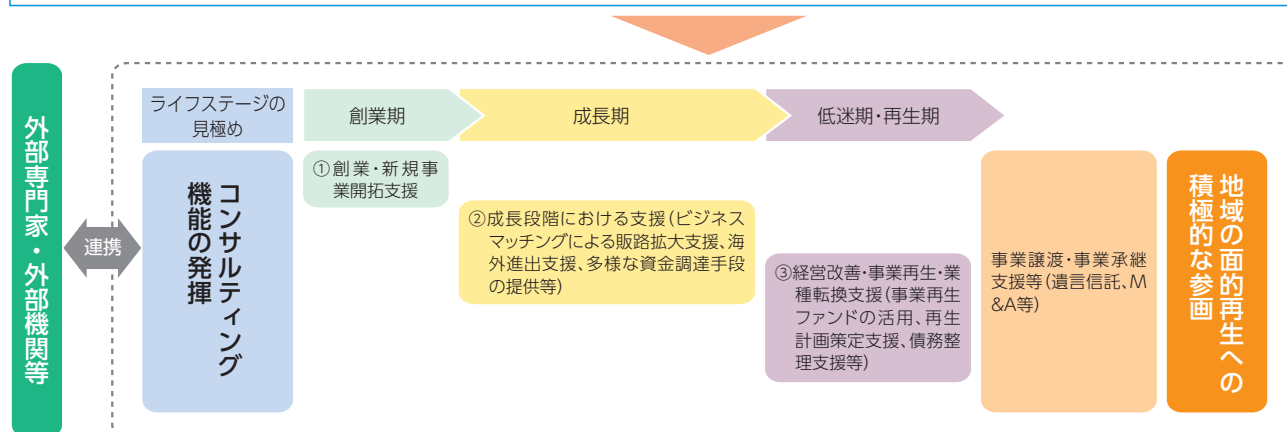 外部専門家・外部機関等
連携
ライフステージの
見極め
コンサルティング
機能の発揮
創業期
①創業・新規事
業開拓支援
成長期
②成長段階における支援(ビジネス
マッチングによる販路拡大支援、海
外進出支援、多様な資金調達手段
の提供等)
低迷期・再生期
③経営改善・事業再生・業
種転換支援(事業再生
ファンドの活用、再生
計画策定支援、債務整
理支援等)
事業譲渡・事業承継
支援等(遺言信託、M
&A等)
地域の面的再生への
積極的な参画